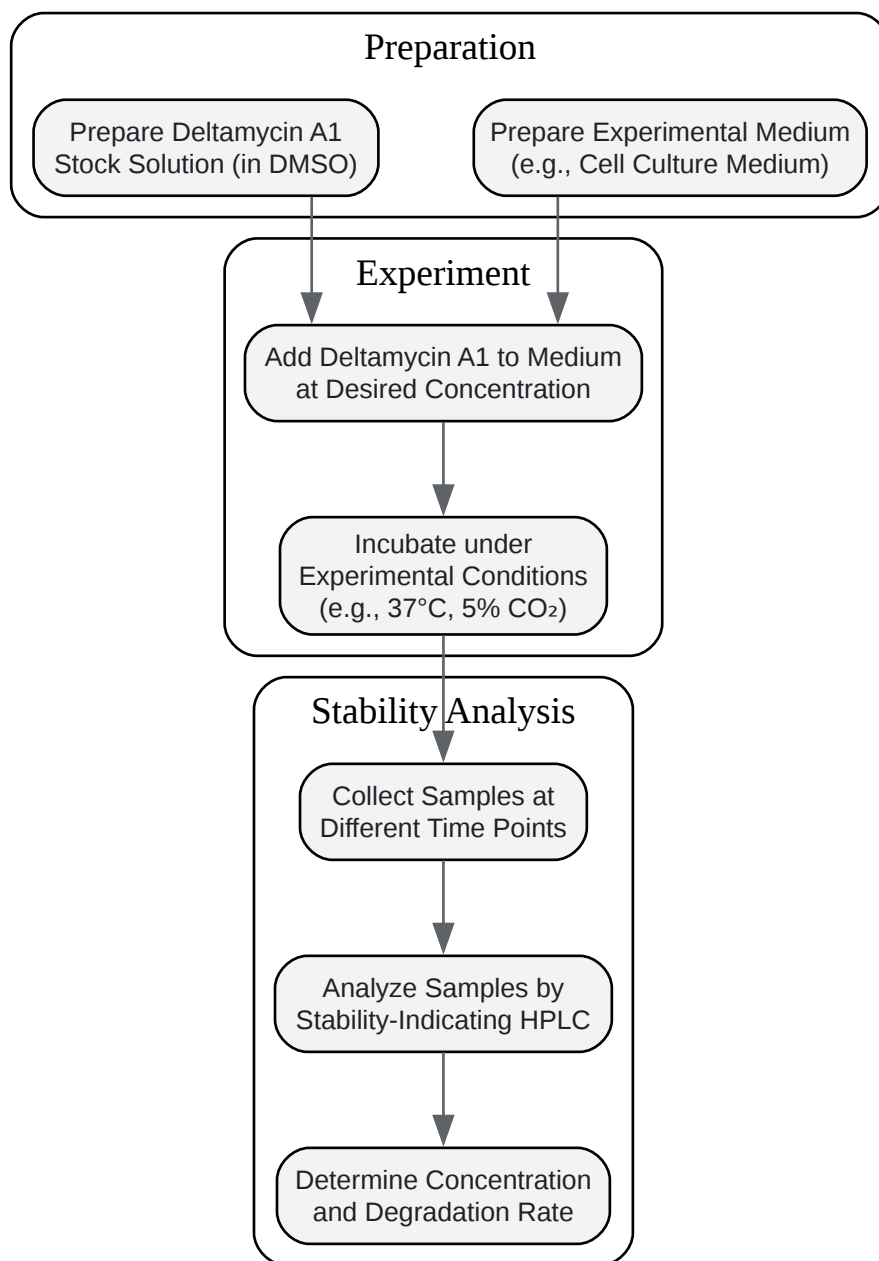 Preparation
Prepare Deltamycin A1
Stock Solution (in DMSO)
Prepare Experimental Medium
(e.g., Cell Culture Medium)
Experiment
Add Deltamycin A1 to Medium
at Desired Concentration
Incubate under
Experimental Conditions
(e.g., 37°C, 5% CO₂)
Stability Analysis
Collect Samples at
Different Time Points
Analyze Samples by
Stability-Indicating HPLC
Determine Concentration
and Degradation Rate